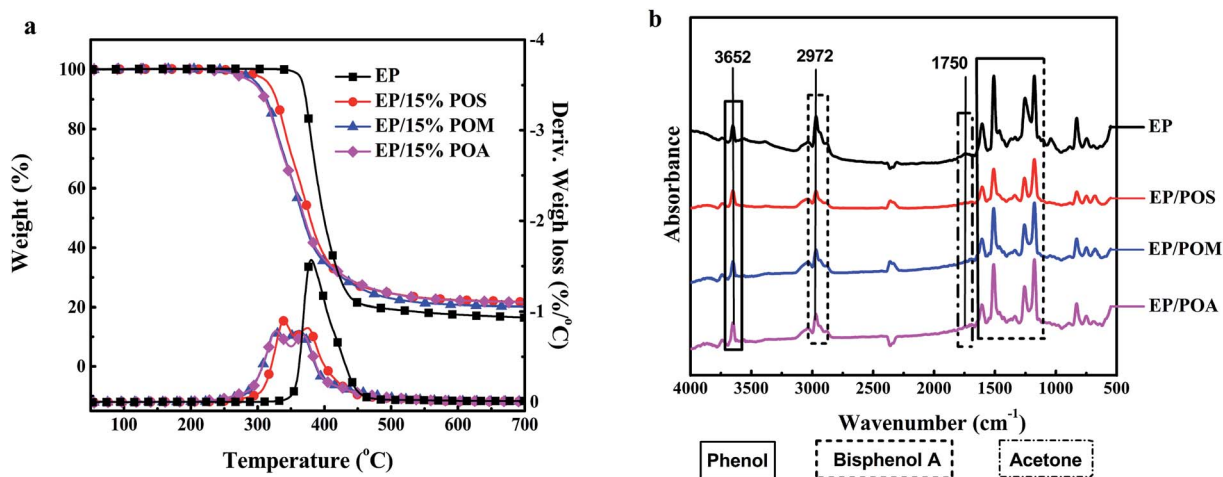 a
Weight (%)
100
80
60
40
20
0
EP
EP/15% POS
EP/15% POM
EP/15% POA
-4
-3
-2
-1
0
Deriv. Weigh loss (%/°C)
100 200 300 400 500 600 700
Temperature (°C)
b
Absorbance
3652
2972
1750
EP
EP/POS
EP/POM
EP/POA
4000 3500 3000 2500 2000 1500 1000 500
Wavenumber (cm-1)
Phenol
Bisphenol A
Acetone